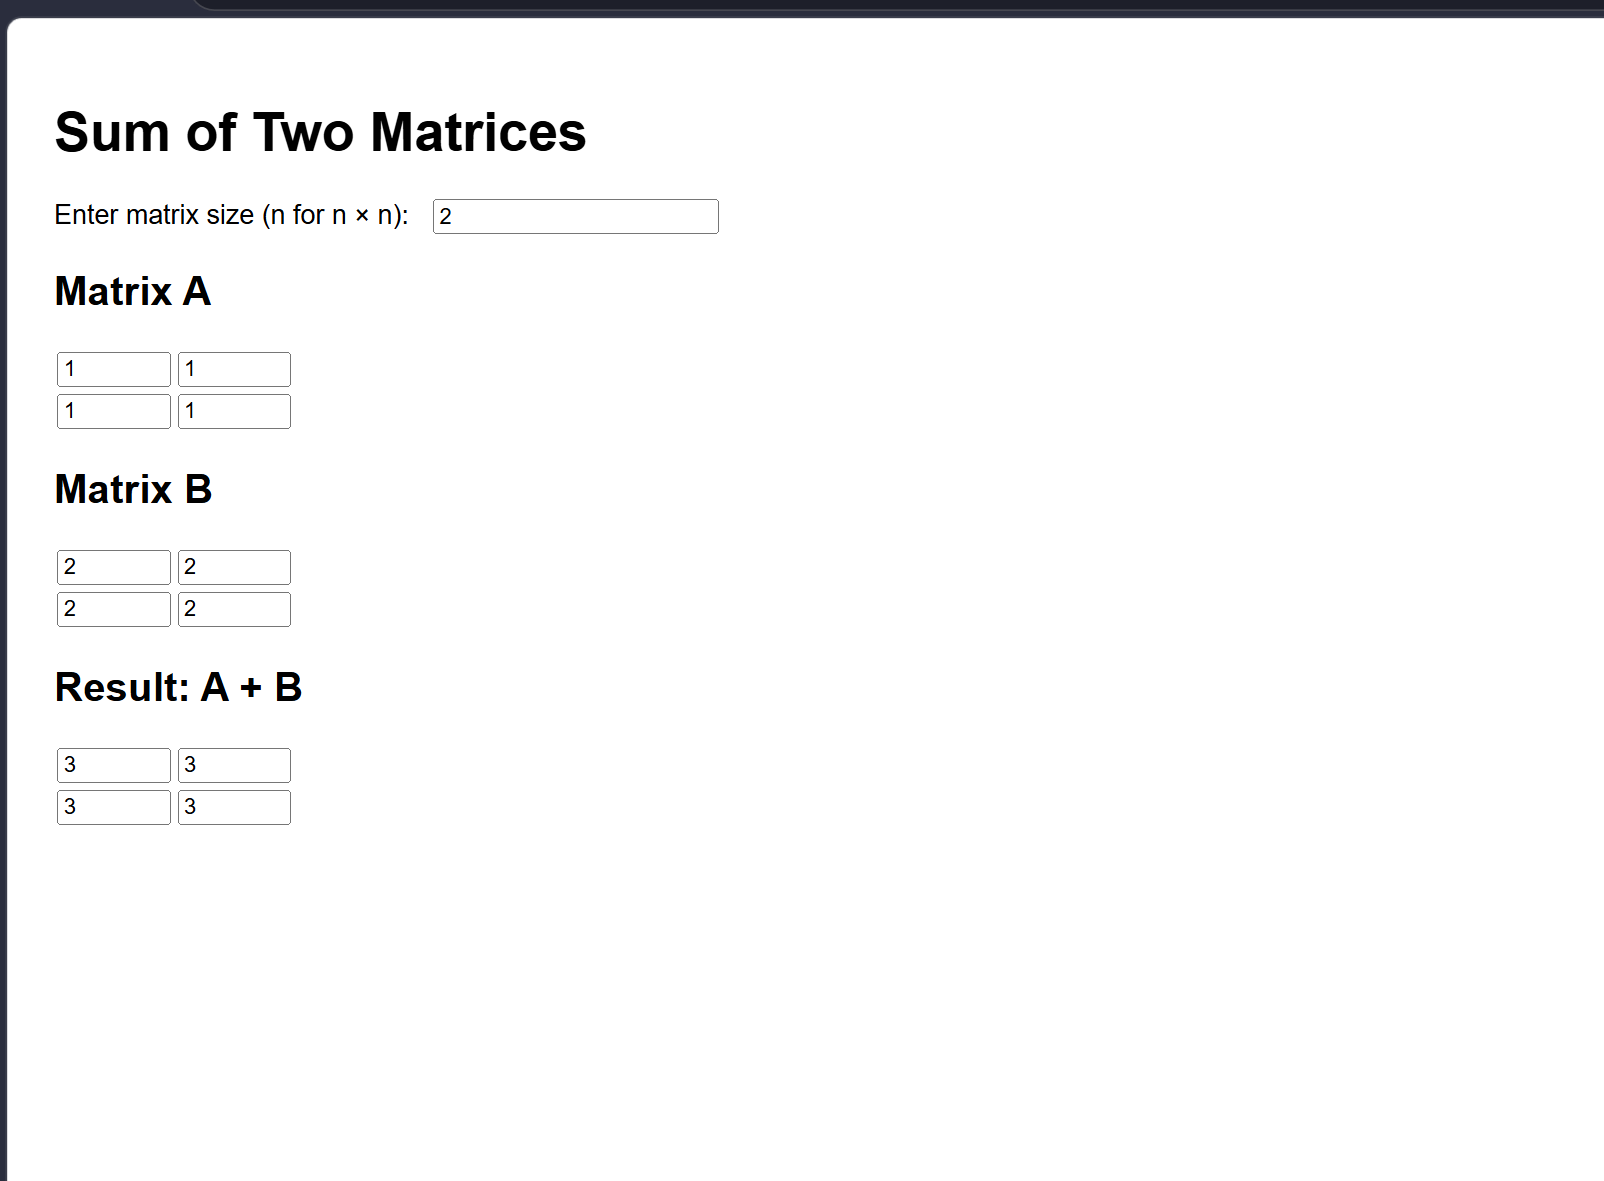 Sum of Two Matrices
Enter matrix size (n for n × n): 2
Matrix A
1 1
1 1
Matrix B
2 2
2 2
Result: A + B
3 3
3 3